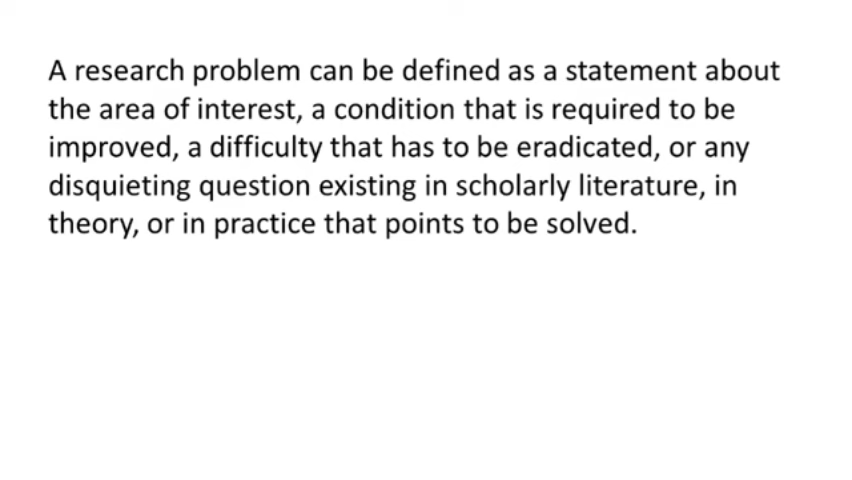 A research problem can be defined as a statement about
the area of interest, a condition that is required to be
improved, a difficulty that has to be eradicated, or any
disquieting question existing in scholarly literature, in
theory, or in practice that points to be solved.